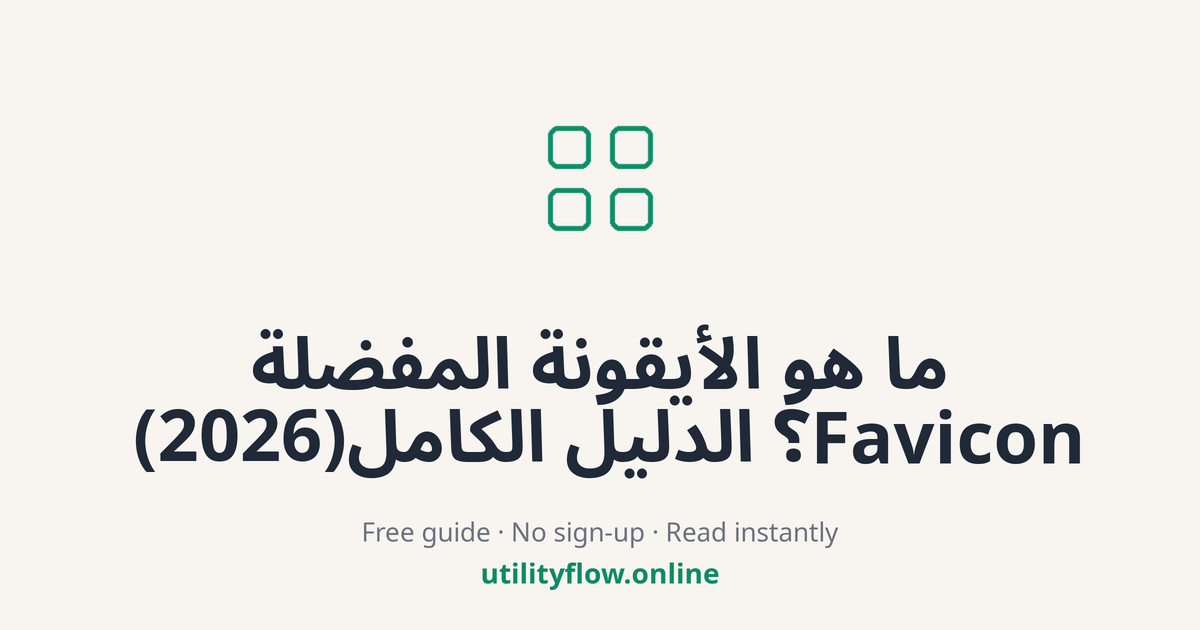 ما هو الأيقونة المفضلة
Favicon؟ الدليل الكامل(2026)
Free guide · No sign-up · Read instantly
utilityflow.online